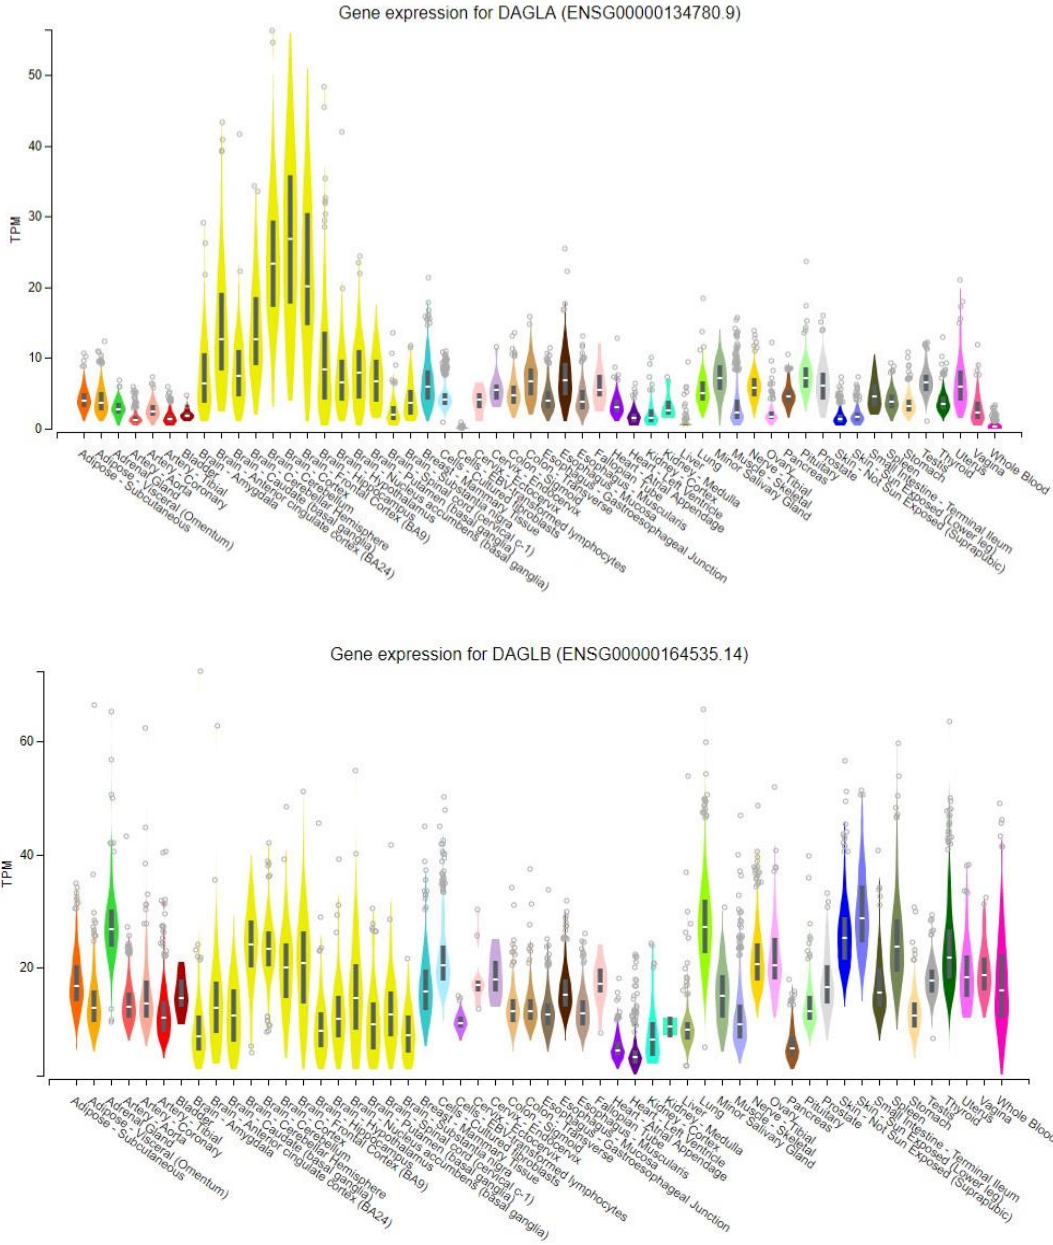 Gene expression for DAGLA (ENSG00000134780.9)
TPM
50
40
30
20
10
0
Adipose - Subcutaneous
Adipose - Visceral (Omentum)
Adrenal Gland
Artery - Aorta
Artery - Coronary
Artery - Tibial
Bladder
Brain - Amygdala
Brain - Anterior cingulate cortex (BA24)
Brain - Caudate (basal ganglia)
Brain - Cerebellar Hemisphere
Brain - Cerebellum
Brain - Cortex
Brain - Frontal Cortex (BA9)
Brain - Hippocampus
Brain - Hypothalamus
Brain - Nucleus accumbens (basal ganglia)
Brain - Putamen (basal ganglia)
Brain - Spinal cord (cervical c-1)
Brain - Substantia nigra
Breast - Mammary Tissue
Cells - Cultured fibroblasts
Cells - EBV-transformed lymphocytes
Cervix - Ectocervix
Cervix - Endocervix
Colon - Sigmoid
Colon - Transverse
Esophagus - Gastroesophageal Junction
Esophagus - Mucosa
Esophagus - Muscularis
Fallopian Tube
Heart - Atrial Appendage
Heart - Left Ventricle
Kidney - Cortex
Kidney - Medulla
Liver
Lung
Minor Salivary Gland
Muscle - Skeletal
Nerve - Tibial
Ovary
Pancreas
Pituitary
Prostate
Skin - Not Sun Exposed (Suprapubic)
Skin - Sun Exposed (Lower leg)
Small Intestine - Terminal Ileum
Spleen
Stomach
Testis
Thyroid
Uterus
Vagina
Whole Blood
Gene expression for DAGLB (ENSG00000164535.14)
TPM
60
40
20
Adipose - Subcutaneous
Adipose - Visceral (Omentum)
Adrenal Gland
Artery - Aorta
Artery - Coronary
Artery - Tibial
Bladder
Brain - Amygdala
Brain - Anterior cingulate cortex (BA24)
Brain - Caudate (basal ganglia)
Brain - Cerebellar Hemisphere
Brain - Cerebellum
Brain - Cortex
Brain - Frontal Cortex (BA9)
Brain - Hippocampus
Brain - Hypothalamus
Brain - Nucleus accumbens (basal ganglia)
Brain - Putamen (basal ganglia)
Brain - Spinal cord (cervical c-1)
Brain - Substantia nigra
Breast - Mammary Tissue
Cells - Cultured fibroblasts
Cells - EBV-transformed lymphocytes
Cervix - Ectocervix
Cervix - Endocervix
Colon - Sigmoid
Colon - Transverse
Esophagus - Gastroesophageal Junction
Esophagus - Mucosa
Esophagus - Muscularis
Fallopian Tube
Heart - Atrial Appendage
Heart - Left Ventricle
Kidney - Cortex
Kidney - Medulla
Liver
Lung
Minor Salivary Gland
Muscle - Skeletal
Nerve - Tibial
Ovary
Pancreas
Pituitary
Prostate
Skin - Not Sun Exposed (Suprapubic)
Skin - Sun Exposed (Lower leg)
Small Intestine - Terminal Ileum
Spleen
Stomach
Testis
Thyroid
Uterus
Vagina
Whole Blood